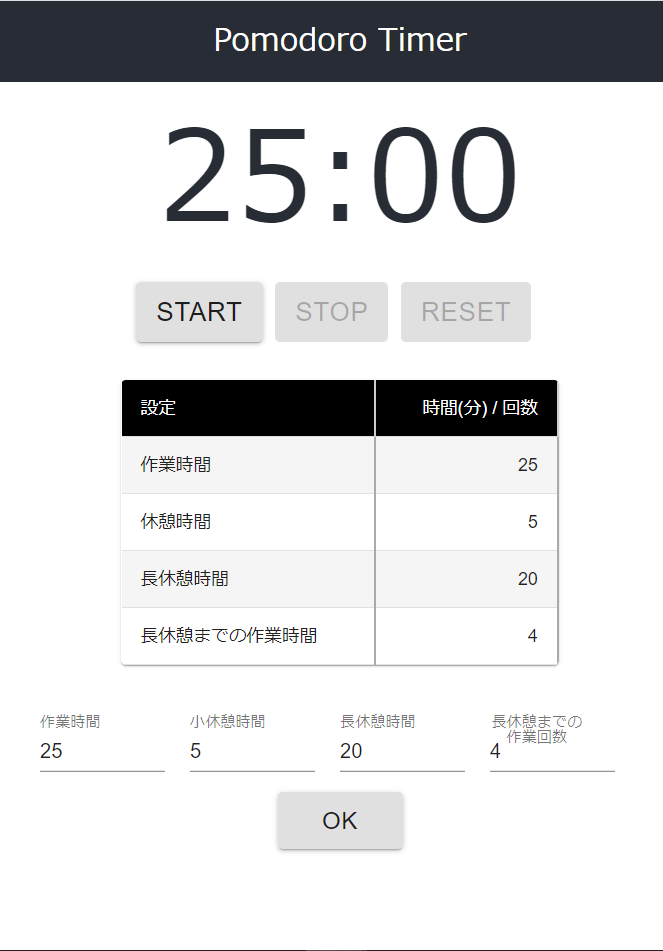 Pomodoro Timer
25:00
START STOP RESET
設定 時間(分) / 回数
作業時間 25
休憩時間 5
長休憩時間 20
長休憩までの作業時間 4
作業時間 小休憩時間 長休憩時間 長休憩までの
作業回数
25 5 20 4
OK